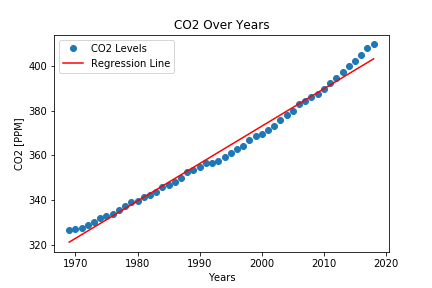 CO2 Over Years
CO2 Levels
Regression Line
CO2 [PPM]
400
380
360
340
320
1970 1980 1990 2000 2010 2020
Years